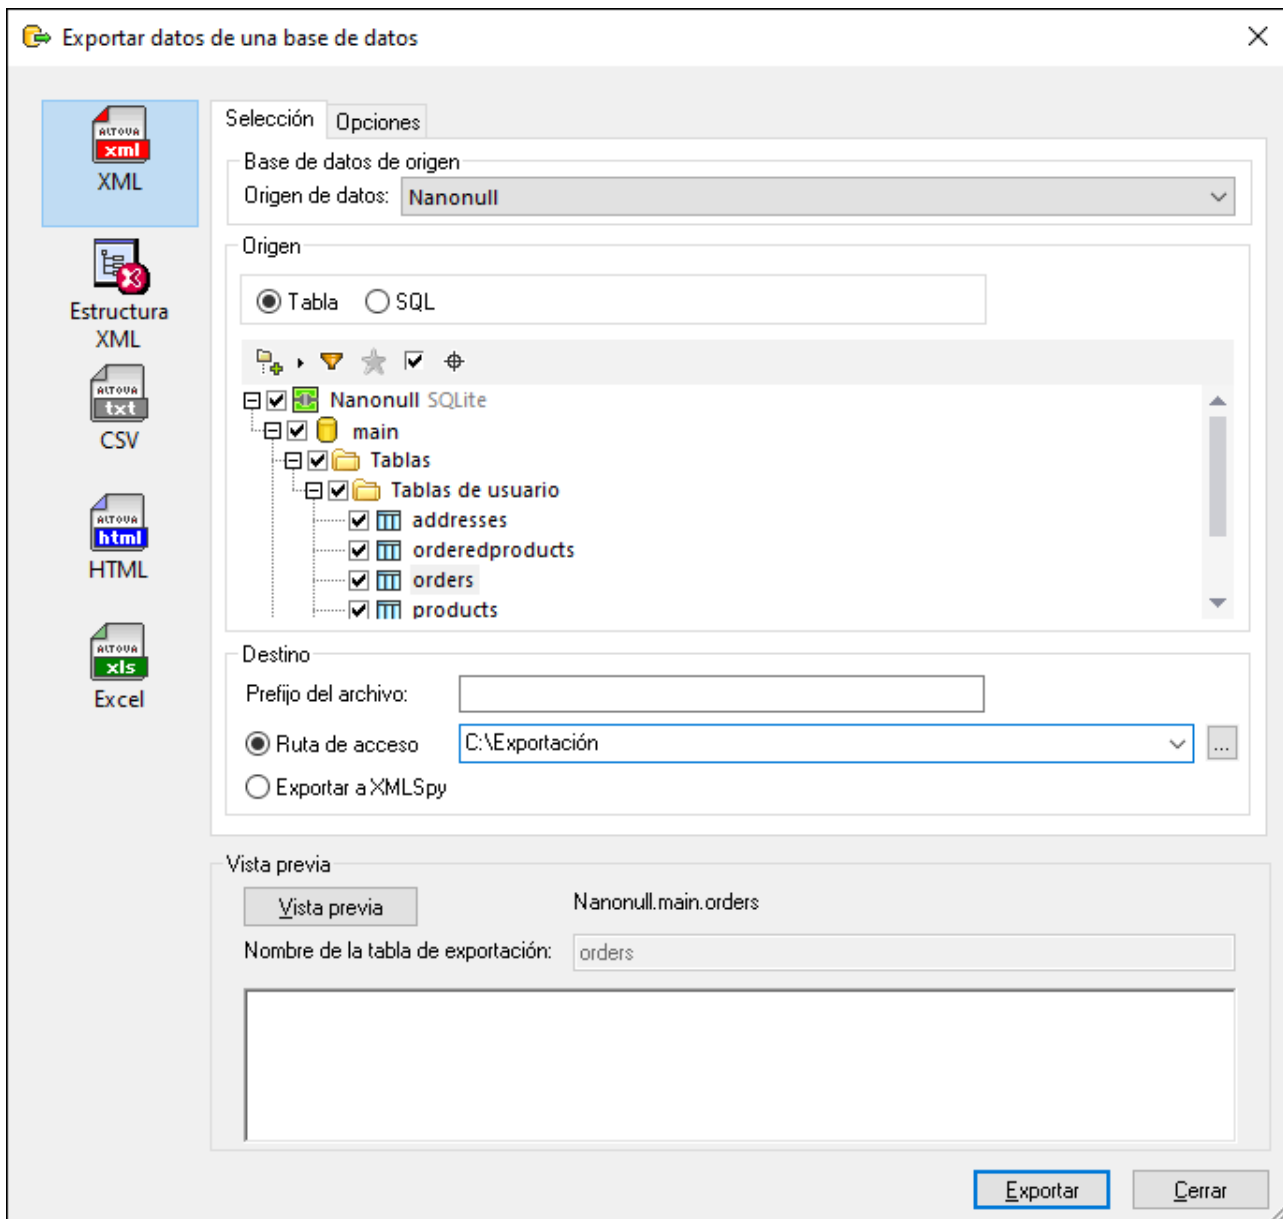 Exportar datos de una base de datos
ALTOVA
xml
XML
Estructura
XML
ALTOVA
txt
CSV
ALTOVA
html
HTML
ALTOVA
xls
Excel
Selección
Opciones
Base de datos de origen
Origen de datos: Nanonull
Origen
Tabla SQL
Nanonull SQLite
main
Tablas
Tablas de usuario
addresses
orderedproducts
orders
products
Destino
Prefijo del archivo:
Ruta de acceso C:\Exportación ...
Exportar a XMLSpy
Vista previa
Vista previa Nanonull.main.orders
Nombre de la tabla de exportación: orders
Exportar Cerrar